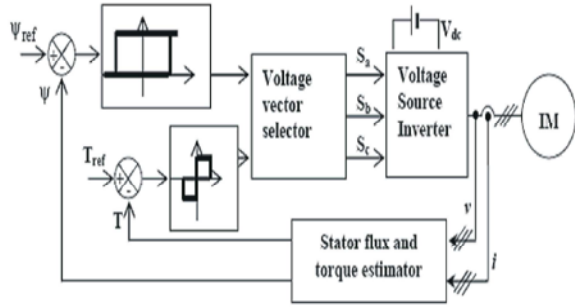 Ψref
+
-
Ψ
Tref
+
-
T
Voltage
vector
selector
Sa
Sb
Sc
Vdc
Voltage
Source
Inverter
IM
v
i
Stator flux and
torque estimator